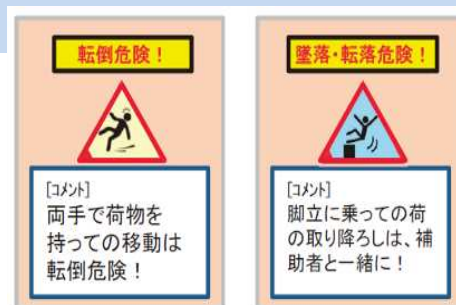 転倒危険！
[コメント]
両手で荷物を
持っての移動は
転倒危険！
墜落・転落危険！
[コメント]
脚立に乗っての荷
の取り降ろしは、補
助者と一緒に！